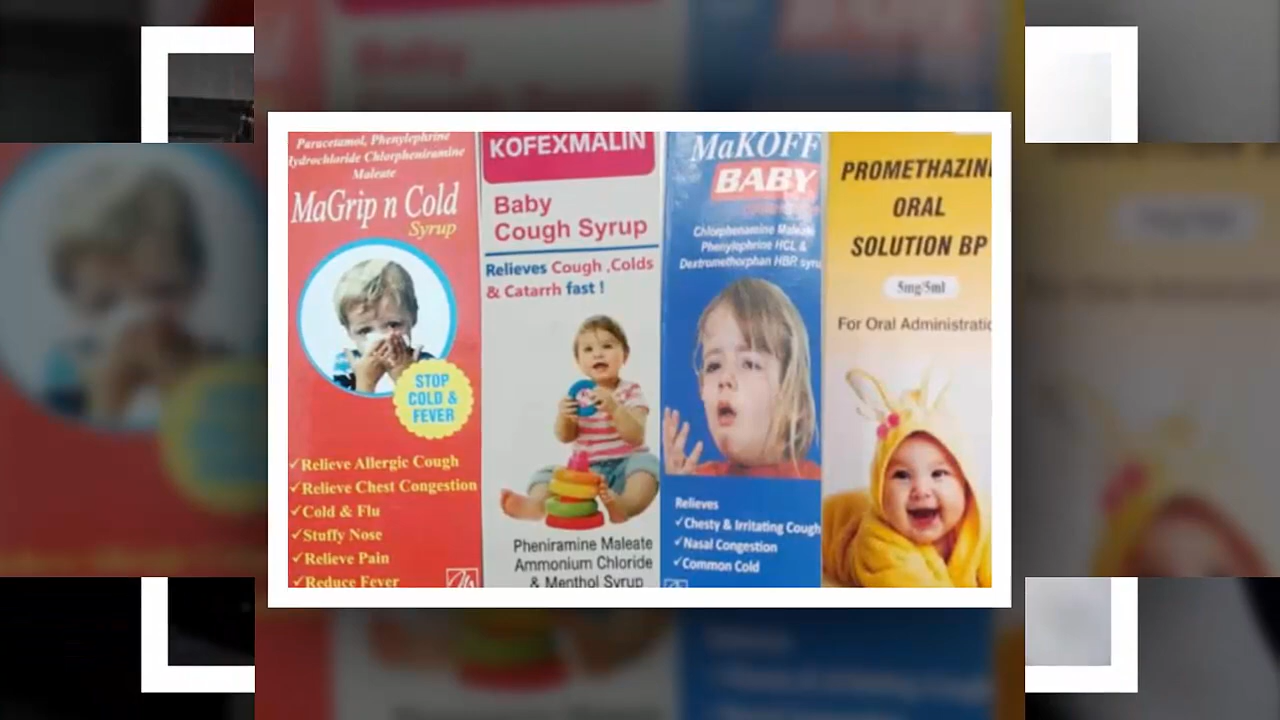 Paracetamol, Phenylephrine
Hydrochloride Chlorpheniramine
Maleate
MaGrip n Cold
Syrup
STOP
COLD &
FEVER
✓Relieve Allergic Cough
✓Relieve Chest Congestion
✓Cold & Flu
✓Stuffy Nose
✓Relieve Pain
✓Reduce Fever
KOFEXMALIN
Baby
Cough Syrup
Relieves Cough ,Colds
& Catarrh fast !
Pheniramine Maleate
Ammonium Chloride
& Menthol Syrup
MaKOFF
BABY
Chlorphenamine Maleate
Phenylephrine HCL &
Dextromethorphan HBR syru
Relieves
✓Chesty & Irritating Cough
✓Nasal Congestion
✓Common Cold
PROMETHAZIN
ORAL
SOLUTION BP
5mg/5ml
For Oral Administratio